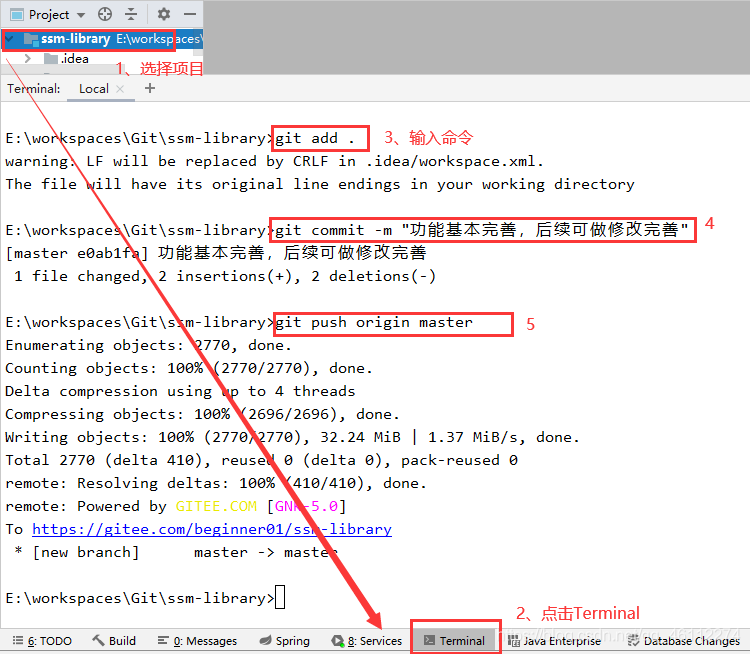 Project
ssm-library E:\workspaces\
.idea
1、选择项目
Terminal: Local × +
E:\workspaces\Git\ssm-library>git add . 3、输入命令
warning: LF will be replaced by CRLF in .idea/workspace.xml.
The file will have its original line endings in your working directory
E:\workspaces\Git\ssm-library>git commit -m "功能基本完善，后续可做修改完善" 4
[master e0ab1fa] 功能基本完善，后续可做修改完善
1 file changed, 2 insertions(+), 2 deletions(-)
E:\workspaces\Git\ssm-library>git push origin master 5
Enumerating objects: 2770, done.
Counting objects: 100% (2770/2770), done.
Delta compression using up to 4 threads
Compressing objects: 100% (2696/2696), done.
Writing objects: 100% (2770/2770), 32.24 MiB | 1.37 MiB/s, done.
Total 2770 (delta 410), reused 0 (delta 0), pack-reused 0
remote: Resolving deltas: 100% (410/410), done.
remote: Powered by GITEE.COM [GNK-5.0]
To https://gitee.com/beginner01/ssm-library
* [new branch] master -> master
E:\workspaces\Git\ssm-library>
2、点击Terminal
6: TODO Build 0: Messages Spring 8: Services Terminal Java Enterprise Database Changes